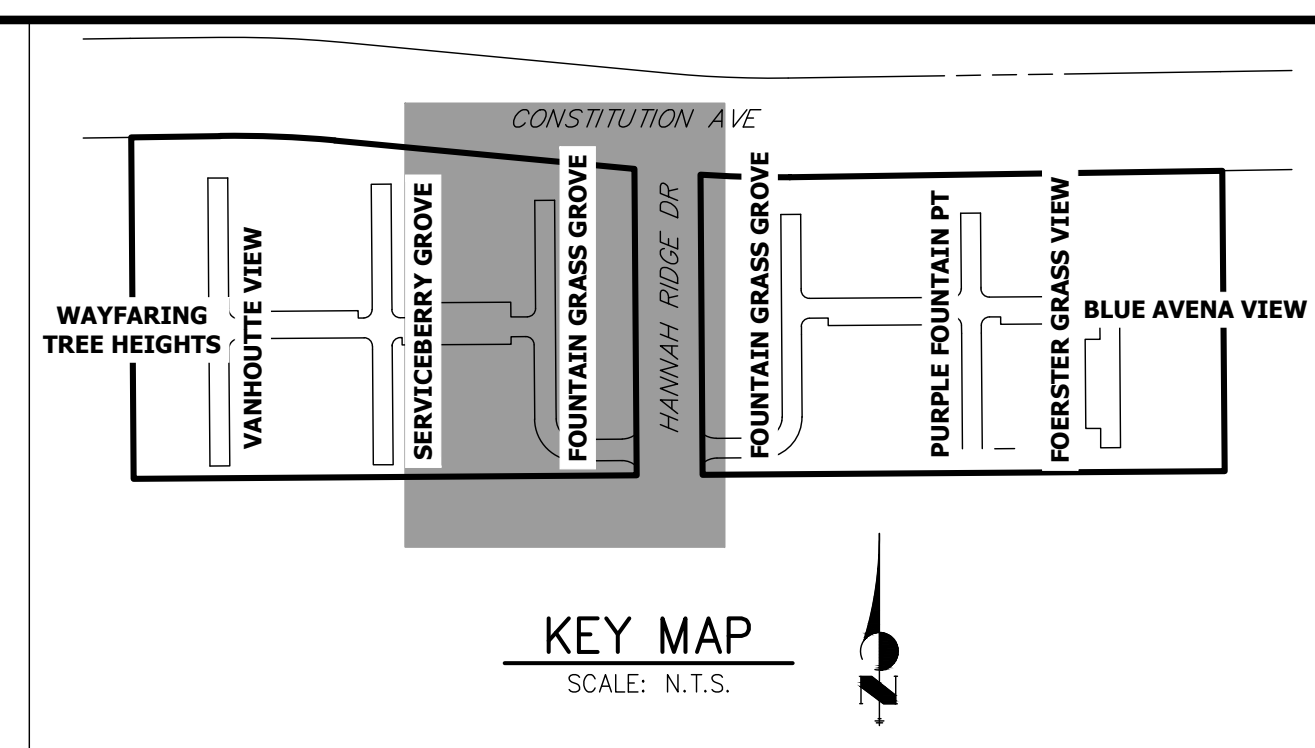 CONSTITUTION AVE
WAYFARING
TREE HEIGHTS
VANHOUTTE VIEW
SERVICEBERRY GROVE
FOUNTAIN GRASS GROVE
HANNAH RIDGE DR
FOUNTAIN GRASS GROVE
PURPLE FOUNTAIN PT
FOERSTER GRASS VIEW
BLUE AVENA VIEW
KEY MAP
SCALE: N.T.S.
N